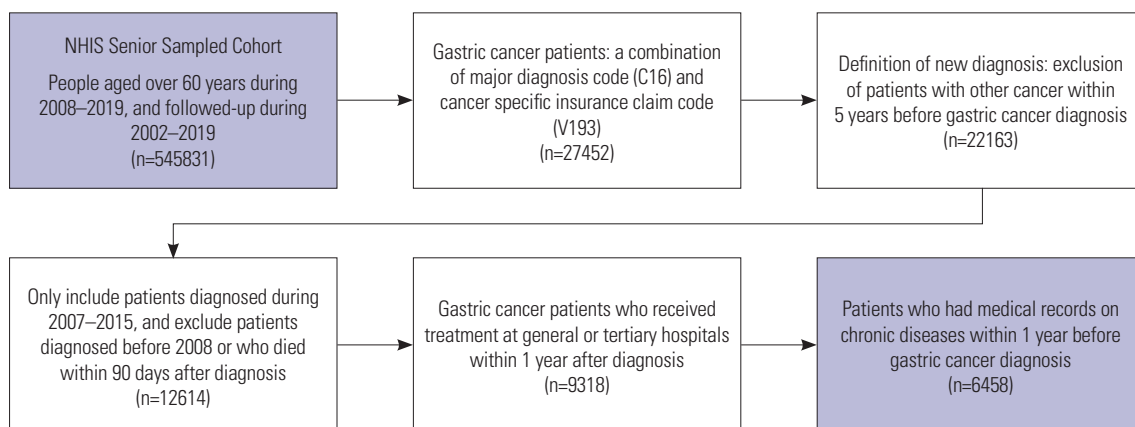 NHIS Senior Sampled Cohort
People aged over 60 years during
2008–2019, and followed-up during
2002–2019
(n=545831)
Gastric cancer patients: a combination
of major diagnosis code (C16) and
cancer specific insurance claim code
(V193)
(n=27452)
Definition of new diagnosis: exclusion
of patients with other cancer within
5 years before gastric cancer diagnosis
(n=22163)
Only include patients diagnosed during
2007–2015, and exclude patients
diagnosed before 2008 or who died
within 90 days after diagnosis
(n=12614)
Gastric cancer patients who received
treatment at general or tertiary hospitals
within 1 year after diagnosis
(n=9318)
Patients who had medical records on
chronic diseases within 1 year before
gastric cancer diagnosis
(n=6458)